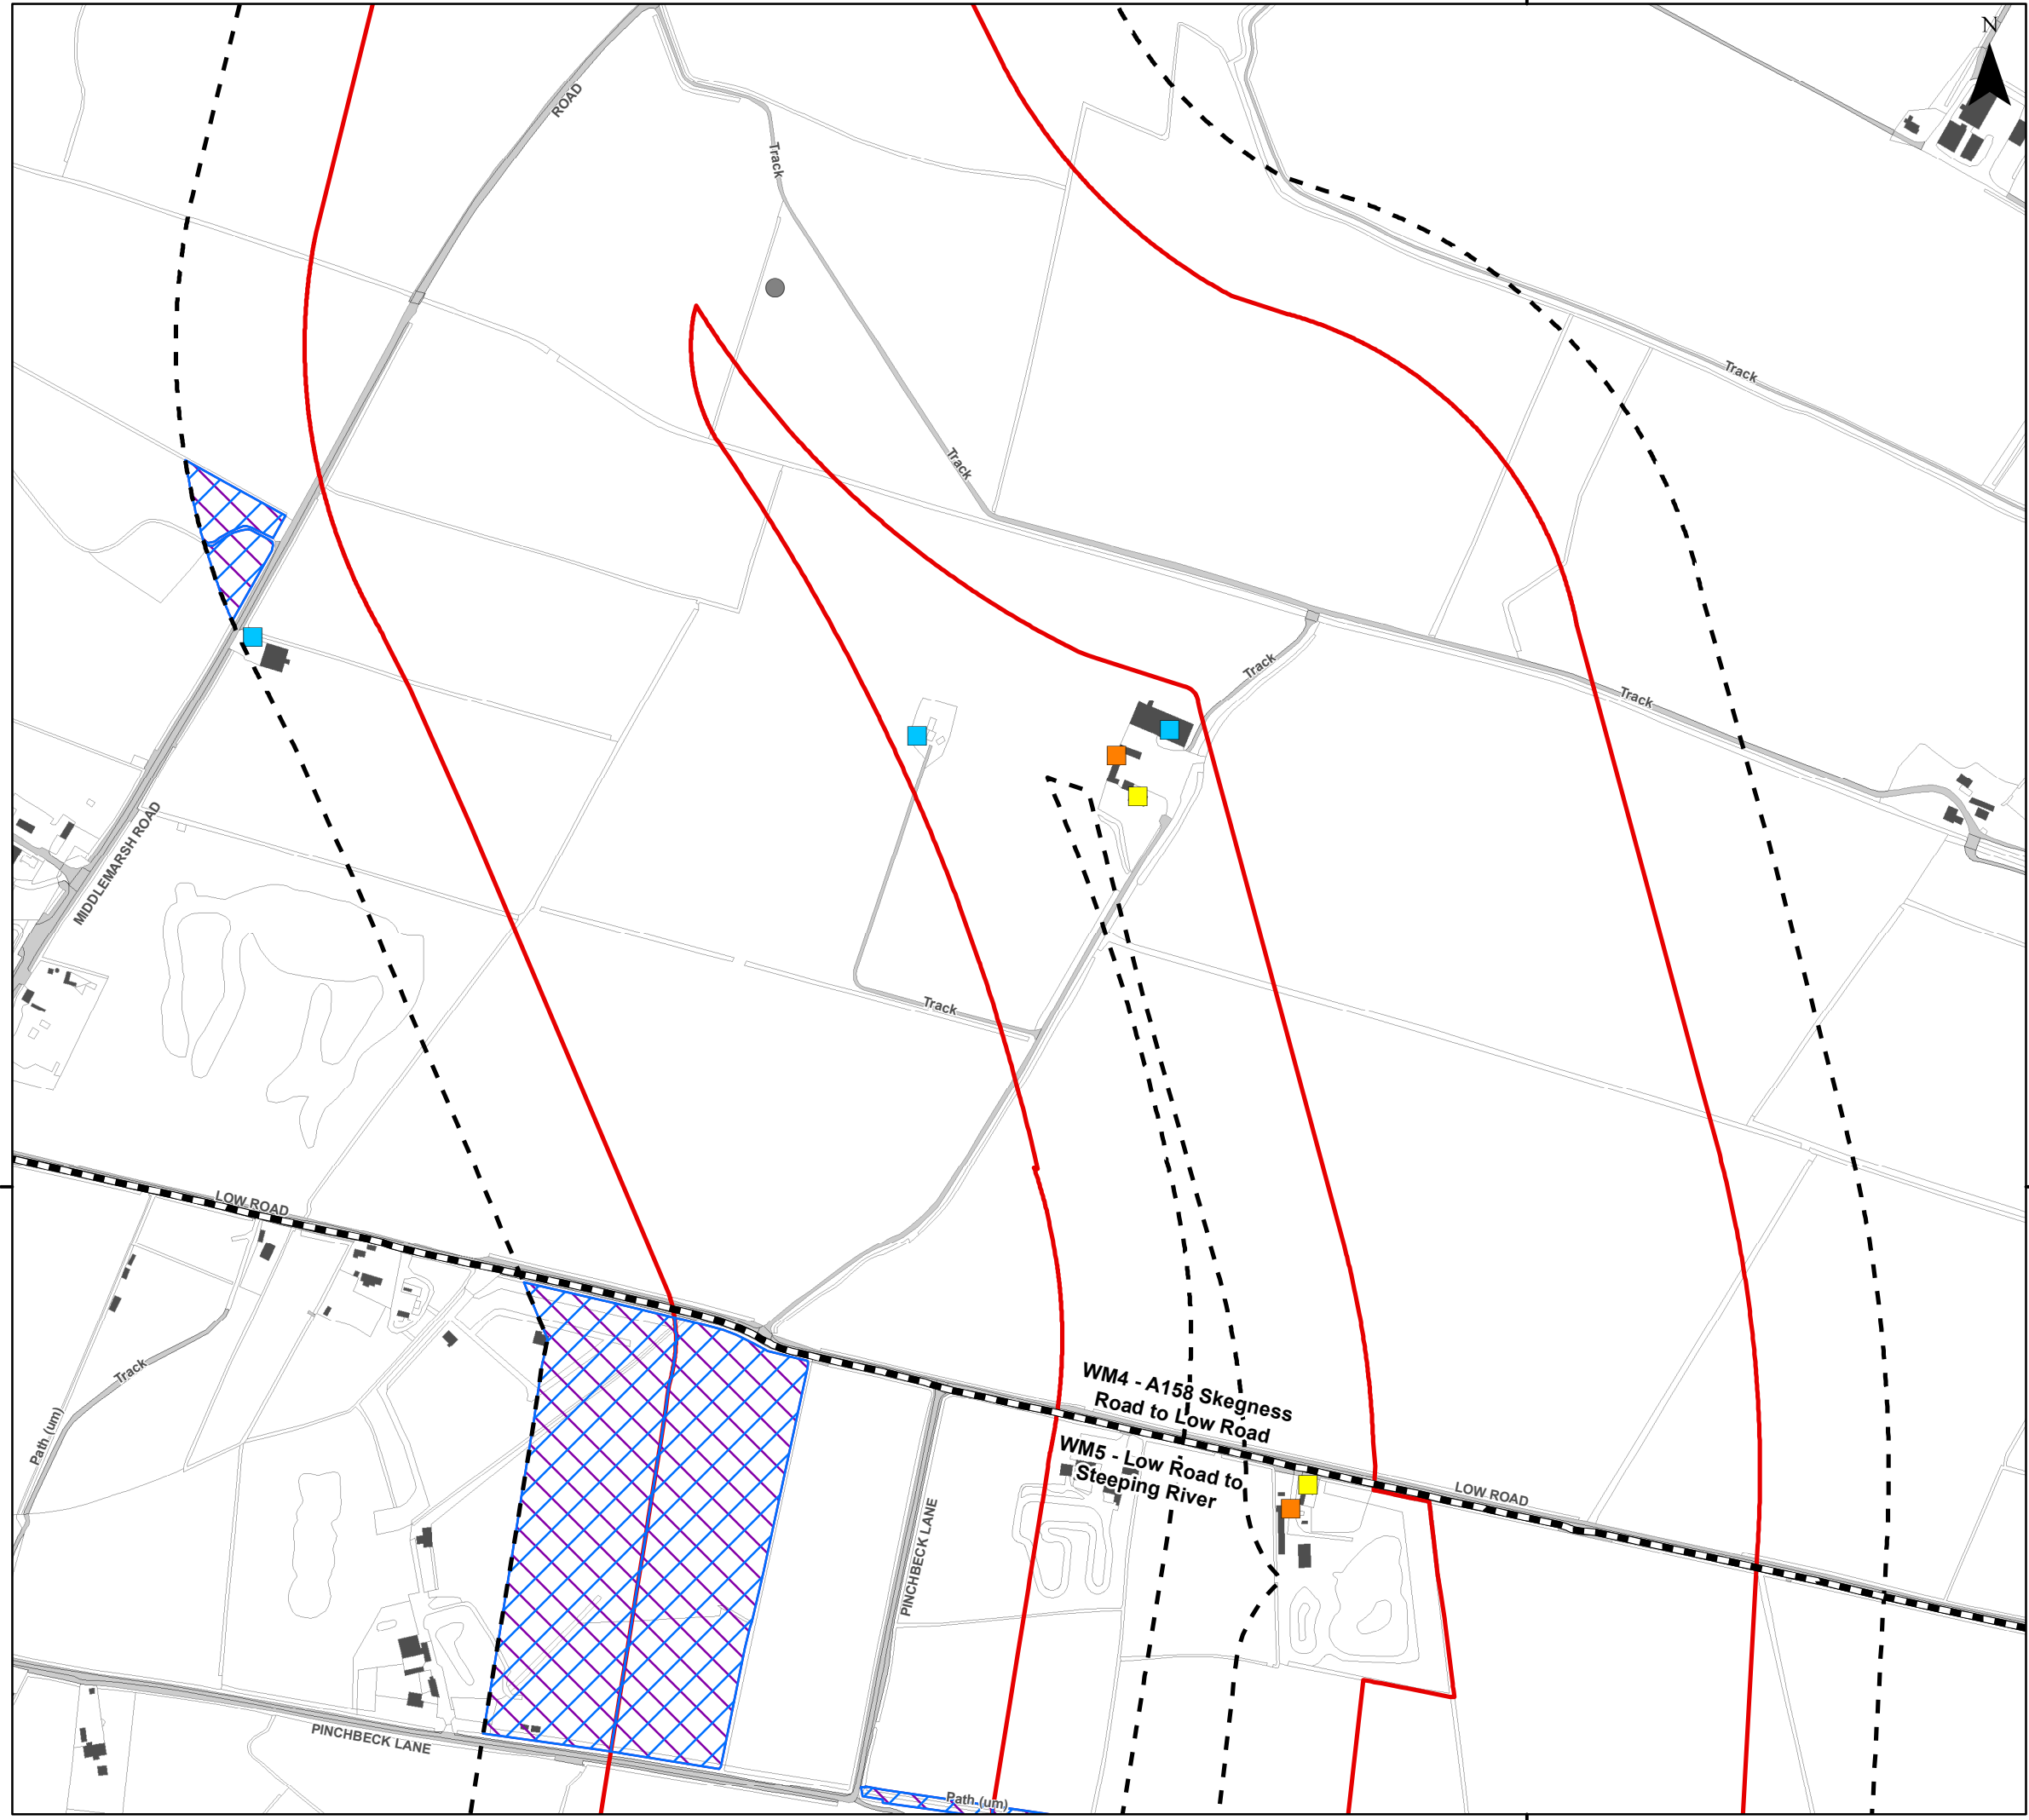 N
ROAD
Track
Track
Track
Track
Track
MIDDLEMARSH ROAD
Track
LOW ROAD
Track
Path (um)
WM4 - A158 Skegness
Road to Low Road
WM5 - Low Road to
Steeping River
LOW ROAD
PINCHBECK LANE
PINCHBECK LANE
Path (um)